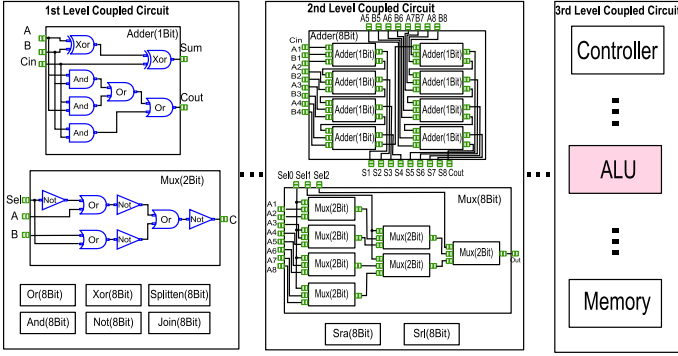 1st Level Coupled Circuit
A
B
Cin
Adder(1Bit)
Xor
Xor
Sum
And
And
And
Or
Or
Cout
Mux(2Bit)
Sel
A
B
Not
Or
Not
Or
Not
Or
Not
C
Or(8Bit)
Xor(8Bit)
Splitten(8Bit)
And(8Bit)
Not(8Bit)
Join(8Bit)
2nd Level Coupled Circuit
A5 B5 A6 B6 A7B7 A8 B8
Adder(8Bit)
Cin
A1
B1
A2
B2
A3
B3
A4
B4
Adder(1Bit)
Adder(1Bit)
Adder(1Bit)
Adder(1Bit)
Adder(1Bit)
Adder(1Bit)
Adder(1Bit)
Adder(1Bit)
S1 S2 S3 S4 S5 S6 S7 S8 Cout
Sel0 Sel1 Sel2
Mux(8Bit)
A1
A2
A3
A4
A5
A6
A7
A8
Mux(2Bit)
Mux(2Bit)
Mux(2Bit)
Mux(2Bit)
Mux(2Bit)
Mux(2Bit)
Mux(2Bit)
Out
Sra(8Bit)
Srl(8Bit)
3rd Level Coupled Circuit
Controller
ALU
Memory